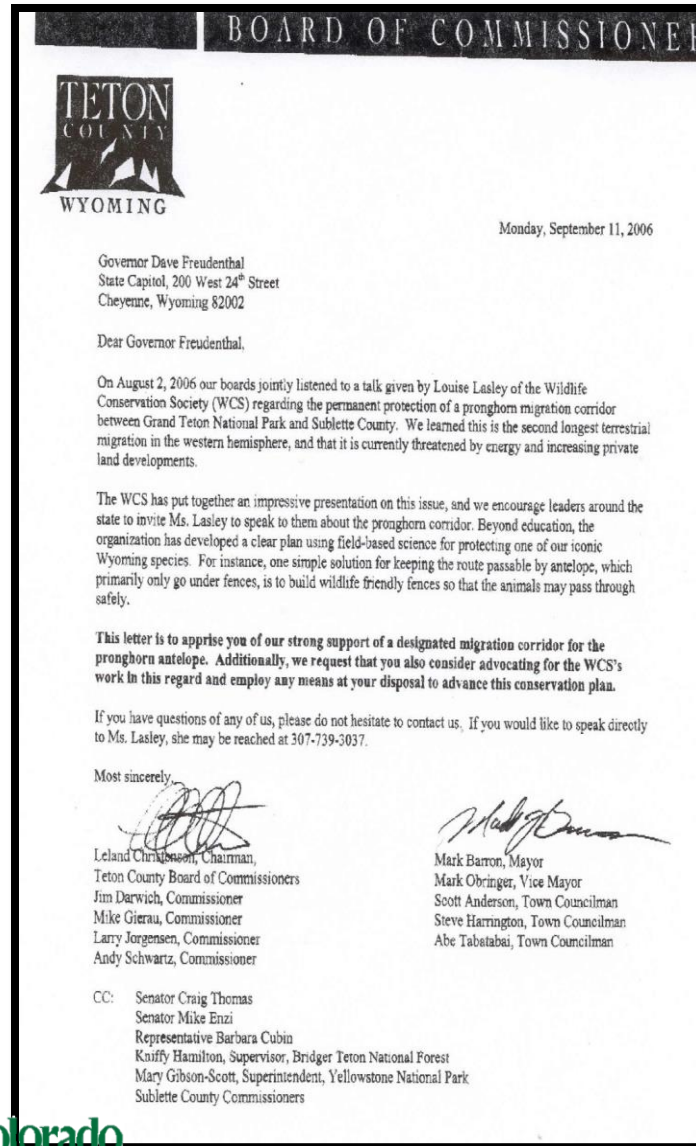 BOARD OF COMMISSIONE
TETON
COUNTY
WYOMING
Monday, September 11, 2006
Governor Dave Freudenthal
State Capitol, 200 West 24th Street
Cheyenne, Wyoming 82002
Dear Governor Freudenthal,
On August 2, 2006 our boards jointly listened to a talk given by Louise Lasley of the Wildlife
Conservation Society (WCS) regarding the permanent protection of a pronghorn migration corridor
between Grand Teton National Park and Sublette County. We learned this is the second longest terrestrial
migration in the western hemisphere, and that it is currently threatened by energy and increasing private
land developments.
The WCS has put together an impressive presentation on this issue, and we encourage leaders around the
state to invite Ms. Lasley to speak to them about the pronghorn corridor. Beyond education, the
organization has developed a clear plan using field-based science for protecting one of our iconic
Wyoming species. For instance, one simple solution for keeping the route passable by antelope, which
primarily only go under fences, is to build wildlife friendly fences so that the animals may pass through
safely.
This letter is to apprise you of our strong support of a designated migration corridor for the
pronghorn antelope. Additionally, we request that you also consider advocating for the WCS's
work in this regard and employ any means at your disposal to advance this conservation plan.
If you have questions of any of us, please do not hesitate to contact us. If you would like to speak directly
to Ms. Lasley, she may be reached at 307-739-3037.
Most sincerely,
Leland Christensen, Chairman,
Teton County Board of Commissioners
Jim Darwich, Commissioner
Mike Gierau, Commissioner
Larry Jorgensen, Commissioner
Andy Schwartz, Commissioner
Mark Barron, Mayor
Mark Obringer, Vice Mayor
Scott Anderson, Town Councilman
Steve Harrington, Town Councilman
Abe Tabatabai, Town Councilman
CC: Senator Craig Thomas
Senator Mike Enzi
Representative Barbara Cubin
Kniffy Hamilton, Supervisor, Bridger Teton National Forest
Mary Gibson-Scott, Superintendent, Yellowstone National Park
Sublette County Commissioners
olorado